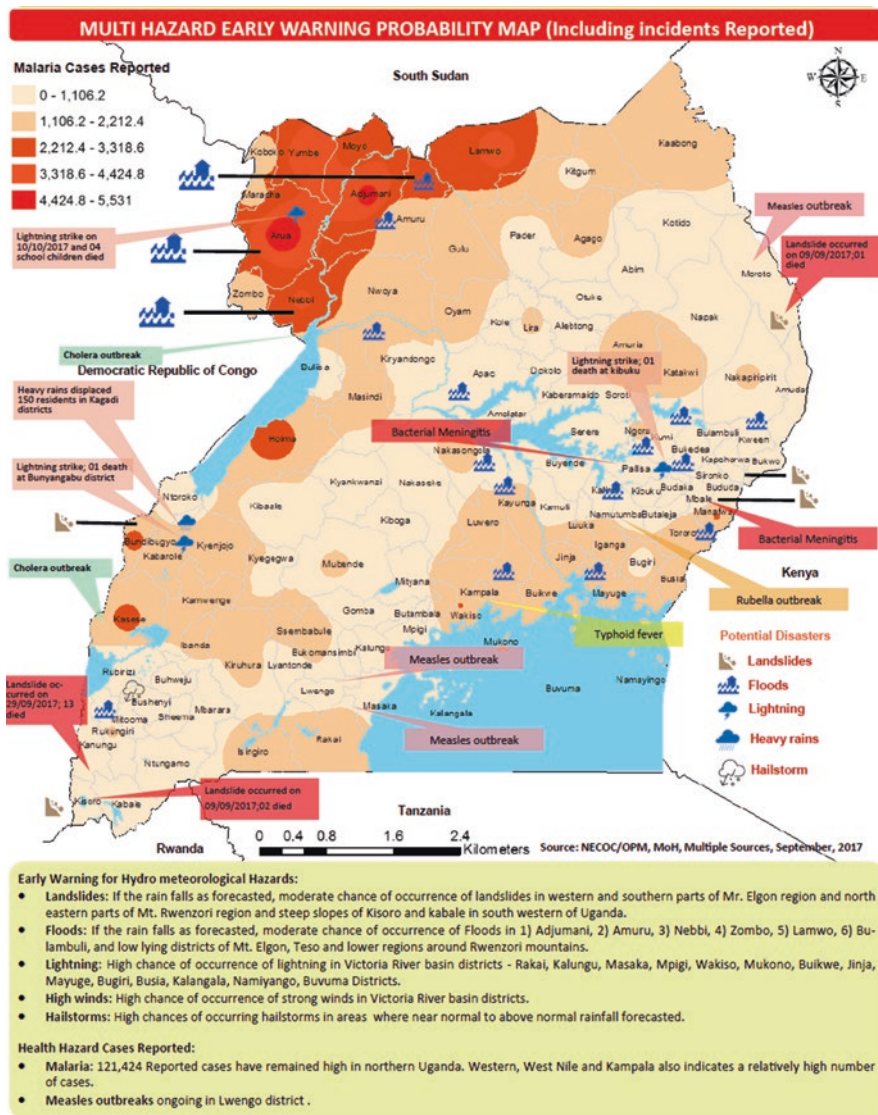 MULTI HAZARD EARLY WARNING PROBABILITY MAP (Including incidents Reported)
Malaria Cases Reported
0 - 1,106.2
1,106.2 - 2,212.4
2,212.4 - 3,318.6
3,318.6 - 4,424.8
4,424.8 - 5,531
South Sudan
N
W E
S
Koboko
Yumbe
Moyo
Lamwo
Kaabong
Kitgum
Maracha
Adjumani
Amuru
Lightning strike on
10/10/2017 and 04
school children died
Arua
Measles outbreak
Kotido
Landslide occurred
on 09/09/2017;01
died
Pader
Agago
Gulu
Abim
Moroto
Zombo
Nebbi
Nwoya
Otuke
Oyam
Napak
Kole
Lira
Alebtong
Cholera outbreak
Democratic Republic of Congo
Kiryandongo
Amuria
Lightning strike; 01
death at kibuku
Buliisa
Apac
Dokolo
Katakwi
Nakapiripirit
Amudat
Heavy rains displaced
150 residents in Kagadi
districts
Masindi
Kaberamaido
Soroti
Amolatar
Bacterial Meningitis
Serere
Ngora
Kumi
Bulambuli
Kween
Hoima
Nakasongola
Bukedea
Kapchorwa
Bukwo
Lightning strike; 01 death
at Bunyangabu district
Buyende
Pallisa
Sironko
Ntoroko
Kyankwanzi
Nakaseke
Kaliro
Kibuku
Budaka
Bududa
Mbale
Kibaale
Kayunga
Kamuli
Namutumba
Butaleja
Manafwa
Kiboga
Luwero
Luuka
Bundibugyo
Kabarole
Kyenjojo
Tororo
Bacterial Meningitis
Iganga
Kyegegwa
Mubende
Jinja
Bugiri
Cholera outbreak
Mityana
Busia
Kenya
Kampala
Buikwe
Mayuge
Rubella outbreak
Kamwenge
Gomba
Butambala
Wakiso
Kasese
Mpigi
Mukono
Typhoid fever
Potential Disasters
Ssembabule
Ibanda
Bukomansimbi
Kalungu
Landslides
Kiruhura
Lyantonde
Measles outbreak
Namayingo
Rubirizi
Buhweju
Buvuma
Floods
Landslide oc-
curred on
29/09/2017; 13
died
Lwengo
Bushenyi
Masaka
Kalangala
Lightning
Mbarara
Mitooma
Sheema
Rukungiri
Measles outbreak
Heavy rains
Kanungu
Isingiro
Rakai
Ntungamo
Hailstorm
Landslide occurred on
09/09/2017;02 died
Kisoro
Kabale
Tanzania
Rwanda
0 0.4 0.8 1.6 2.4
Kilometers
Source: NECOC/OPM, MoH, Multiple Sources, September, 2017
Early Warning for Hydro meteorological Hazards:
• Landslides: If the rain falls as forecasted, moderate chance of occurrence of landslides in western and southern parts of Mr. Elgon region and north
eastern parts of Mt. Rwenzori region and steep slopes of Kisoro and kabale in south western of Uganda.
• Floods: If the rain falls as forecasted, moderate chance of occurrence of Floods in 1) Adjumani, 2) Amuru, 3) Nebbi, 4) Zombo, 5) Lamwo, 6) Bu-
lambuli, and low lying districts of Mt. Elgon, Teso and lower regions around Rwenzori mountains.
• Lightning: High chance of occurrence of lightning in Victoria River basin districts - Rakai, Kalungu, Masaka, Mpigi, Wakiso, Mukono, Buikwe, Jinja,
Mayuge, Bugiri, Busia, Kalangala, Namiyango, Buvuma Districts.
• High winds: High chance of occurrence of strong winds in Victoria River basin districts.
• Hailstorms: High chances of occurring hailstorms in areas where near normal to above normal rainfall forecasted.
Health Hazard Cases Reported:
• Malaria: 121,424 Reported cases have remained high in northern Uganda. Western, West Nile and Kampala also indicates a relatively high number
of cases.
• Measles outbreaks ongoing in Lwengo district .